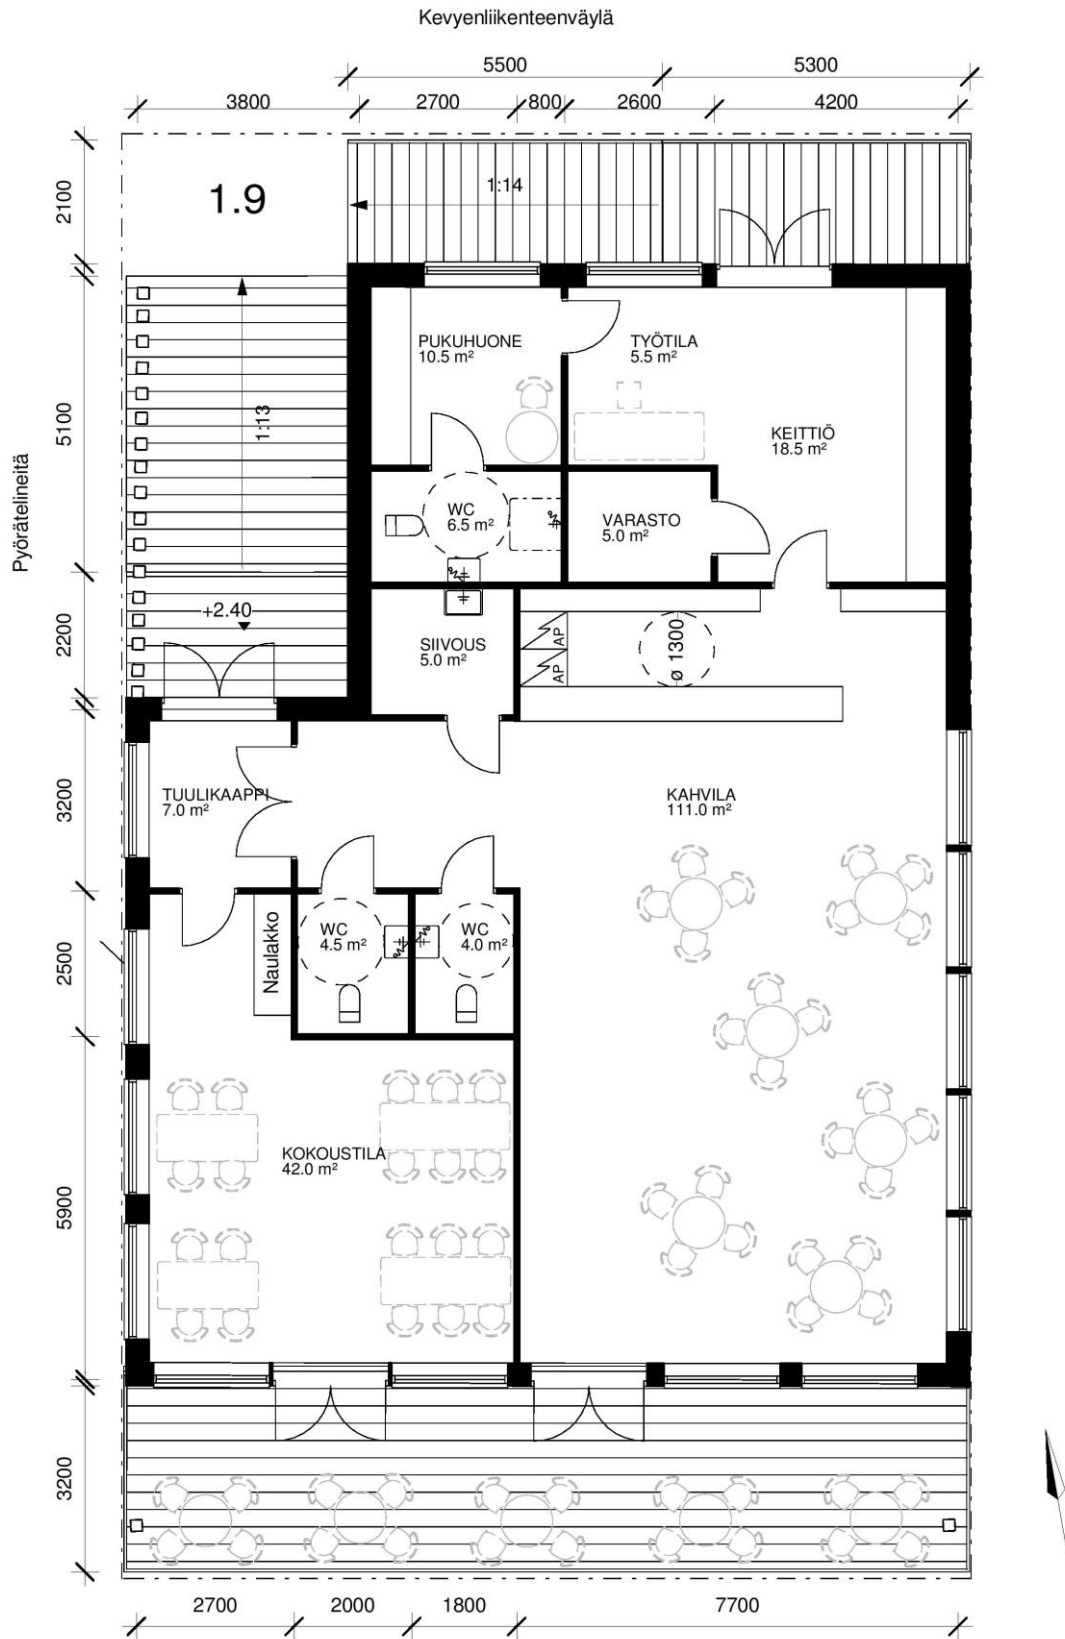 Kevyenliikenteenväylä
5500
5300
3800
2700
800
2600
4200
2100
1.9
1:14
5100
1:13
PUKUHUONE
10.5 m²
TYÖTILA
5.5 m²
KEITTIÖ
18.5 m²
Pyörätelineitä
WC
6.5 m²
VARASTO
5.0 m²
2200
+2.40
SIIVOUS
5.0 m²
AP
AP
ø 1300
3200
TUULIKAAPPI
7.0 m²
KAHVILA
111.0 m²
2500
Naulakko
WC
4.5 m²
WC
4.0 m²
5900
KOKOUSTILA
42.0 m²
3200
2700
2000
1800
7700